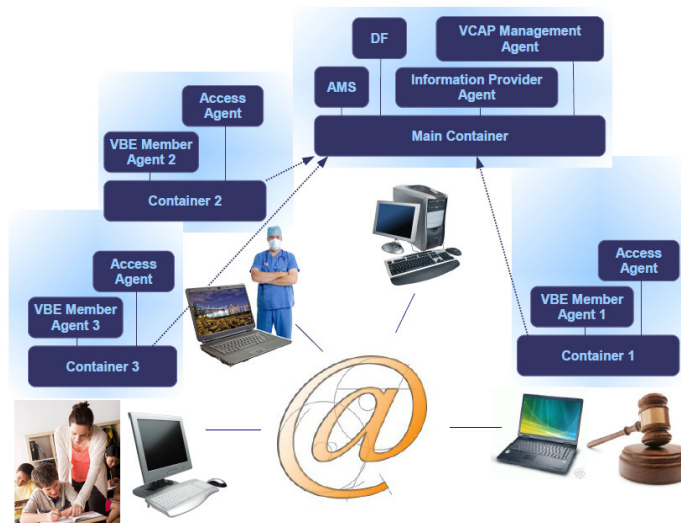 DF
VCAP Management
Agent
AMS
Information Provider
Agent
Main Container
Access
Agent
VBE Member
Agent 2
Container 2
Access
Agent
VBE Member
Agent 3
Container 3
Access
Agent
VBE Member
Agent 1
Container 1
@